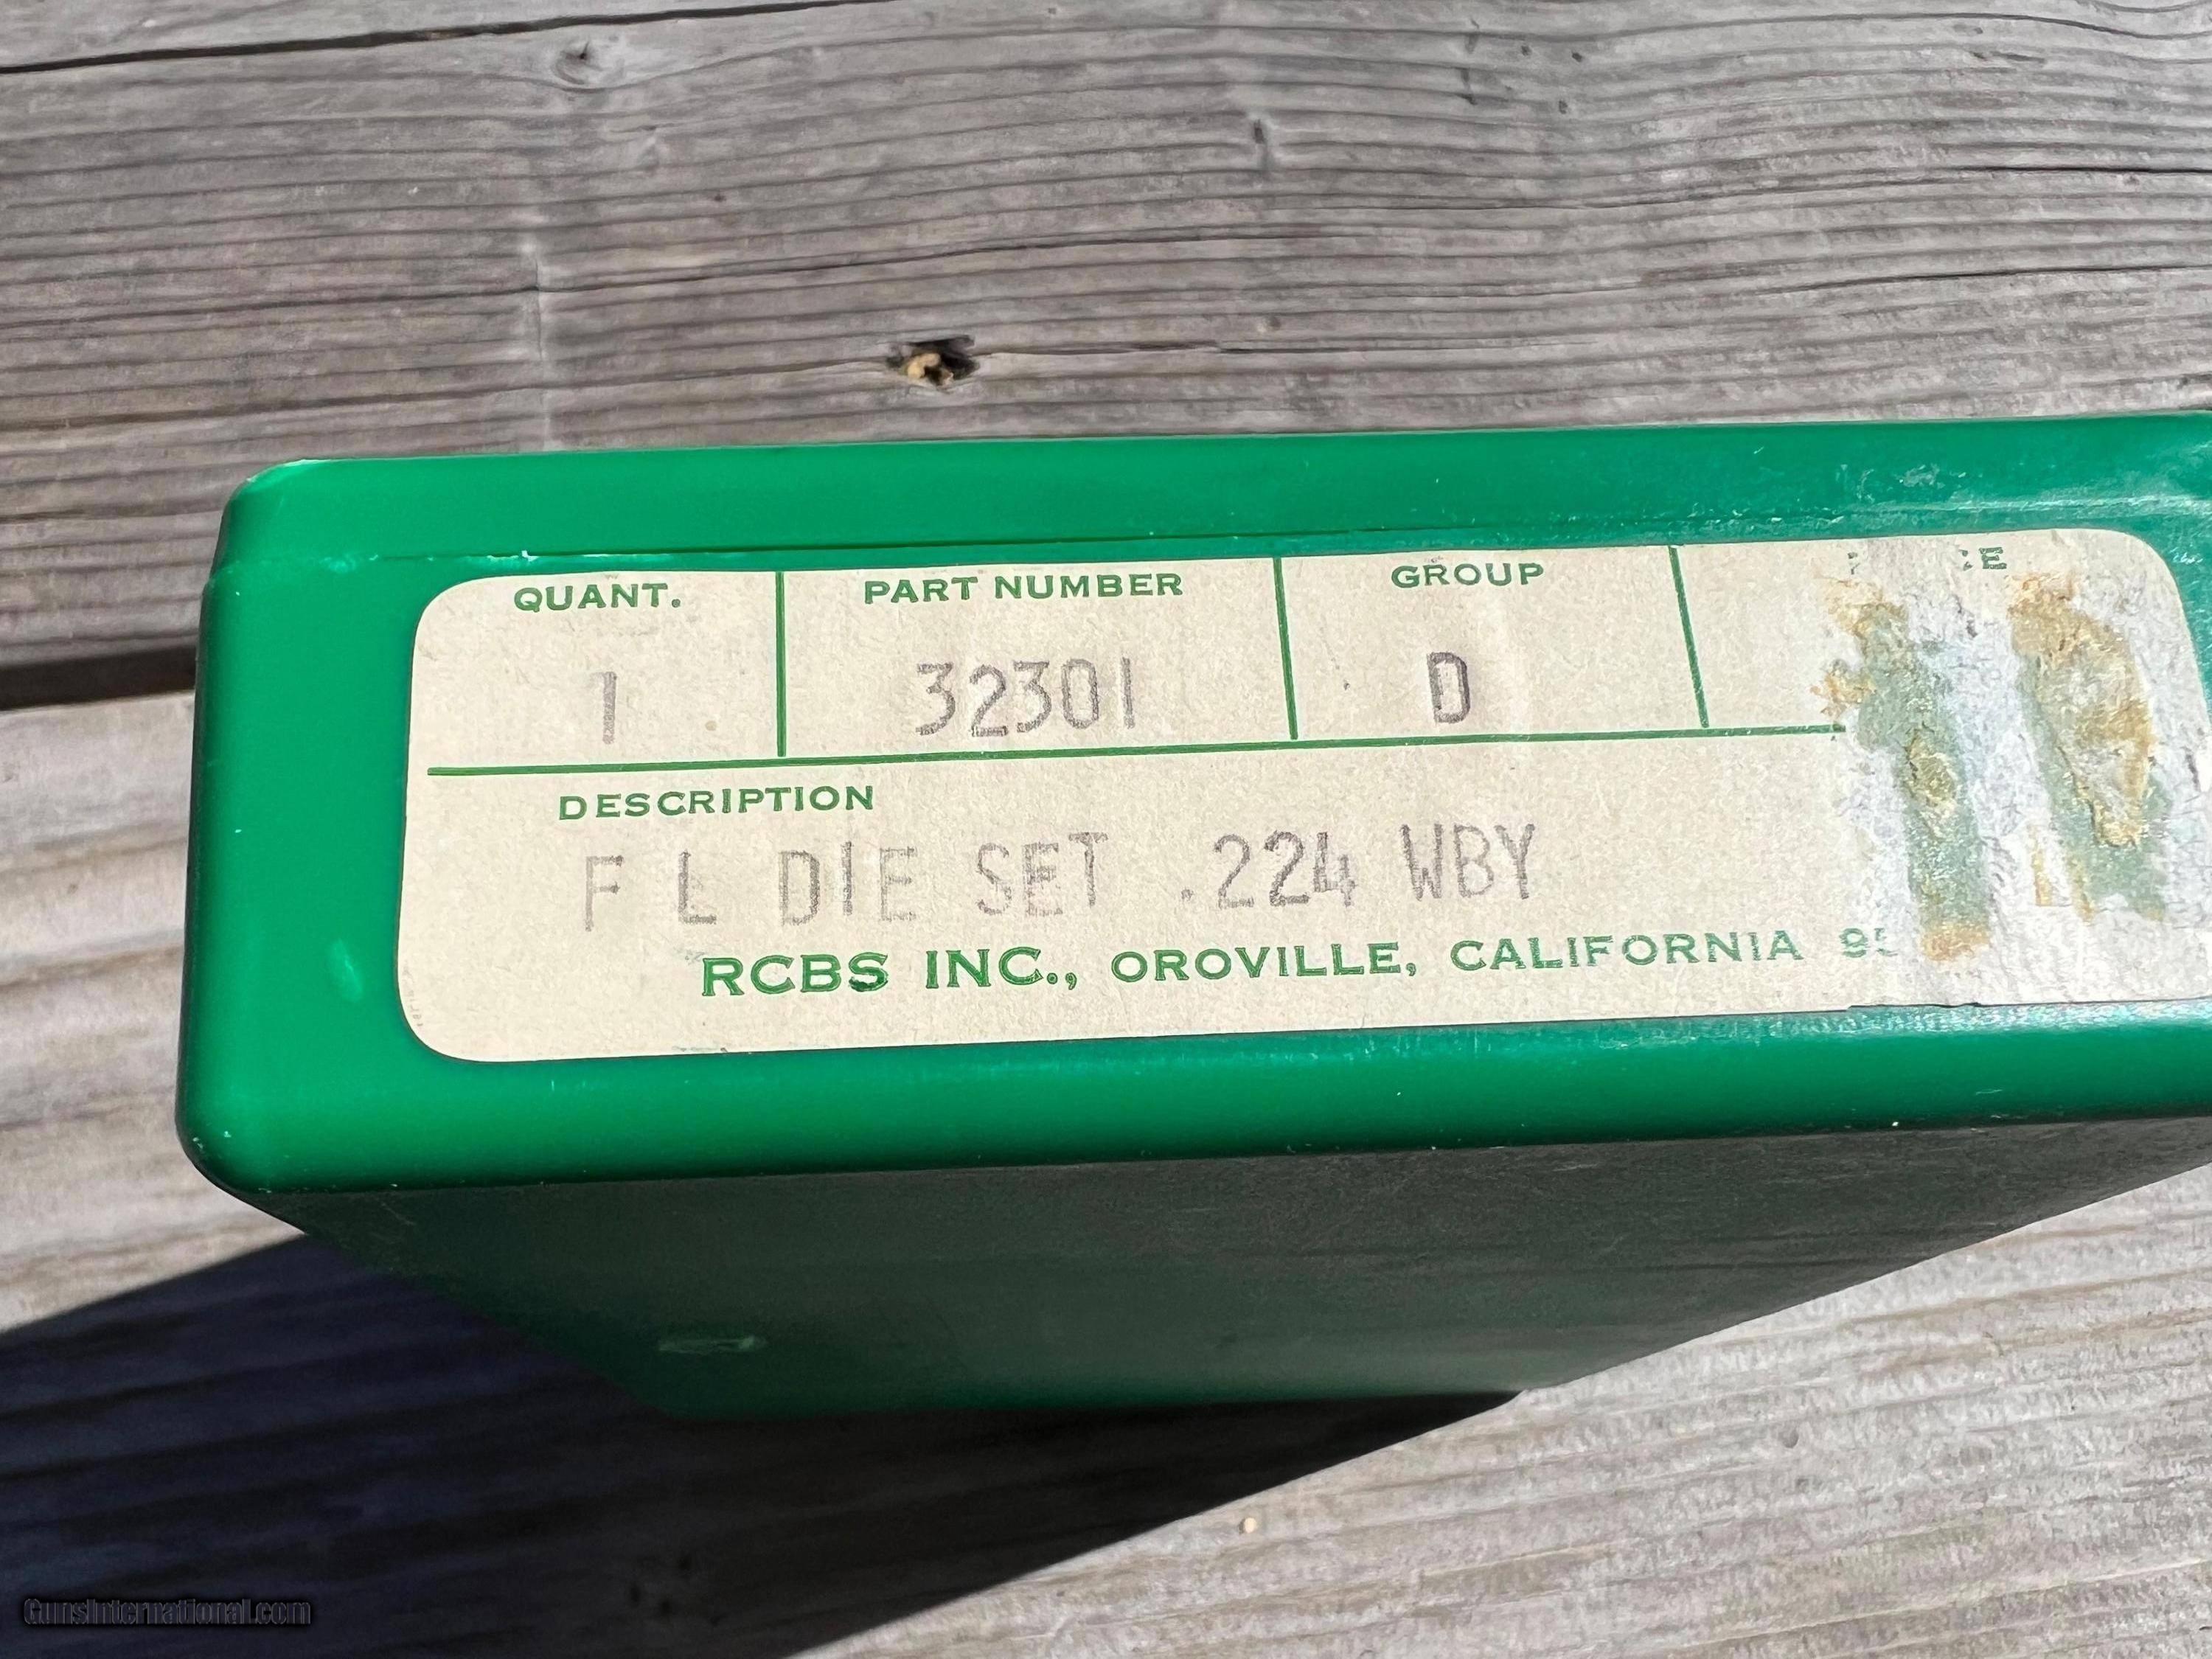 QUANT. PART NUMBER GROUP
1 32301 D
DESCRIPTION
F L DIE SET .224 WBY
RCBS INC., OROVILLE, CALIFORNIA
GunsInternational.com